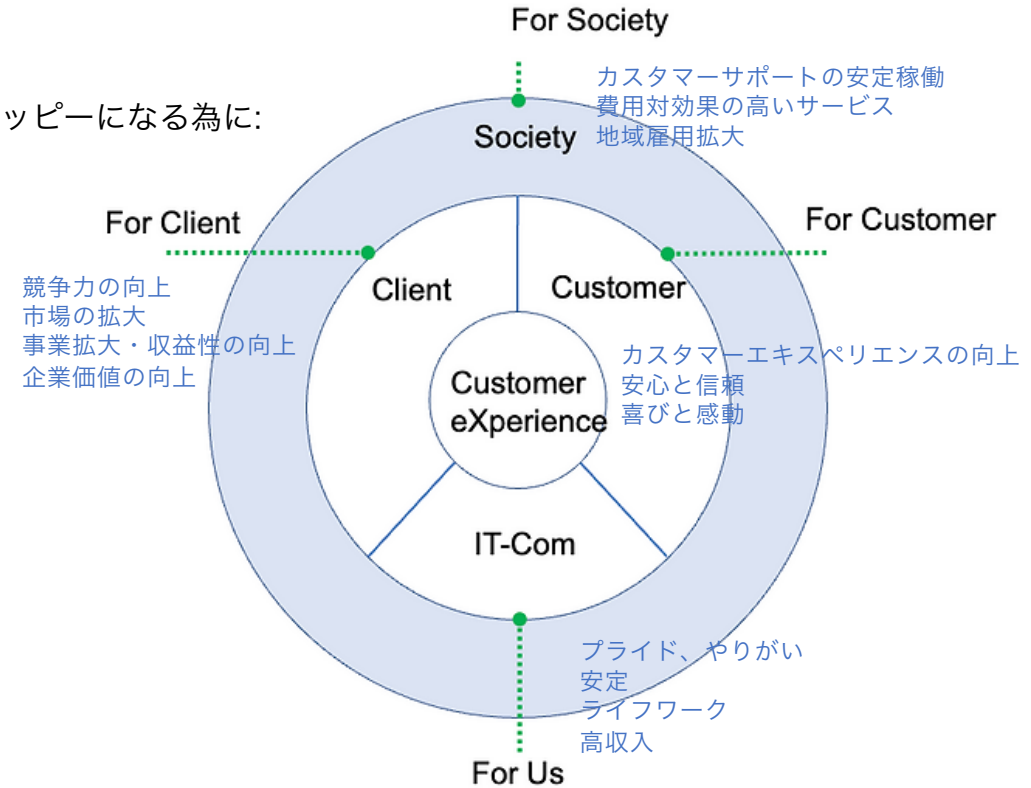 For Society
カスタマーサポートの安定稼働
費用対効果の高いサービス
地域雇用拡大
ッピーになる為に:
Society
For Client
For Customer
競争力の向上
市場の拡大
事業拡大・収益性の向上
企業価値の向上
Client
Customer
カスタマーエキスペリエンスの向上
安心と信頼
喜びと感動
Customer
eXperience
IT-Com
プライド、やりがい
安定
ライフワーク
高収入
For Us